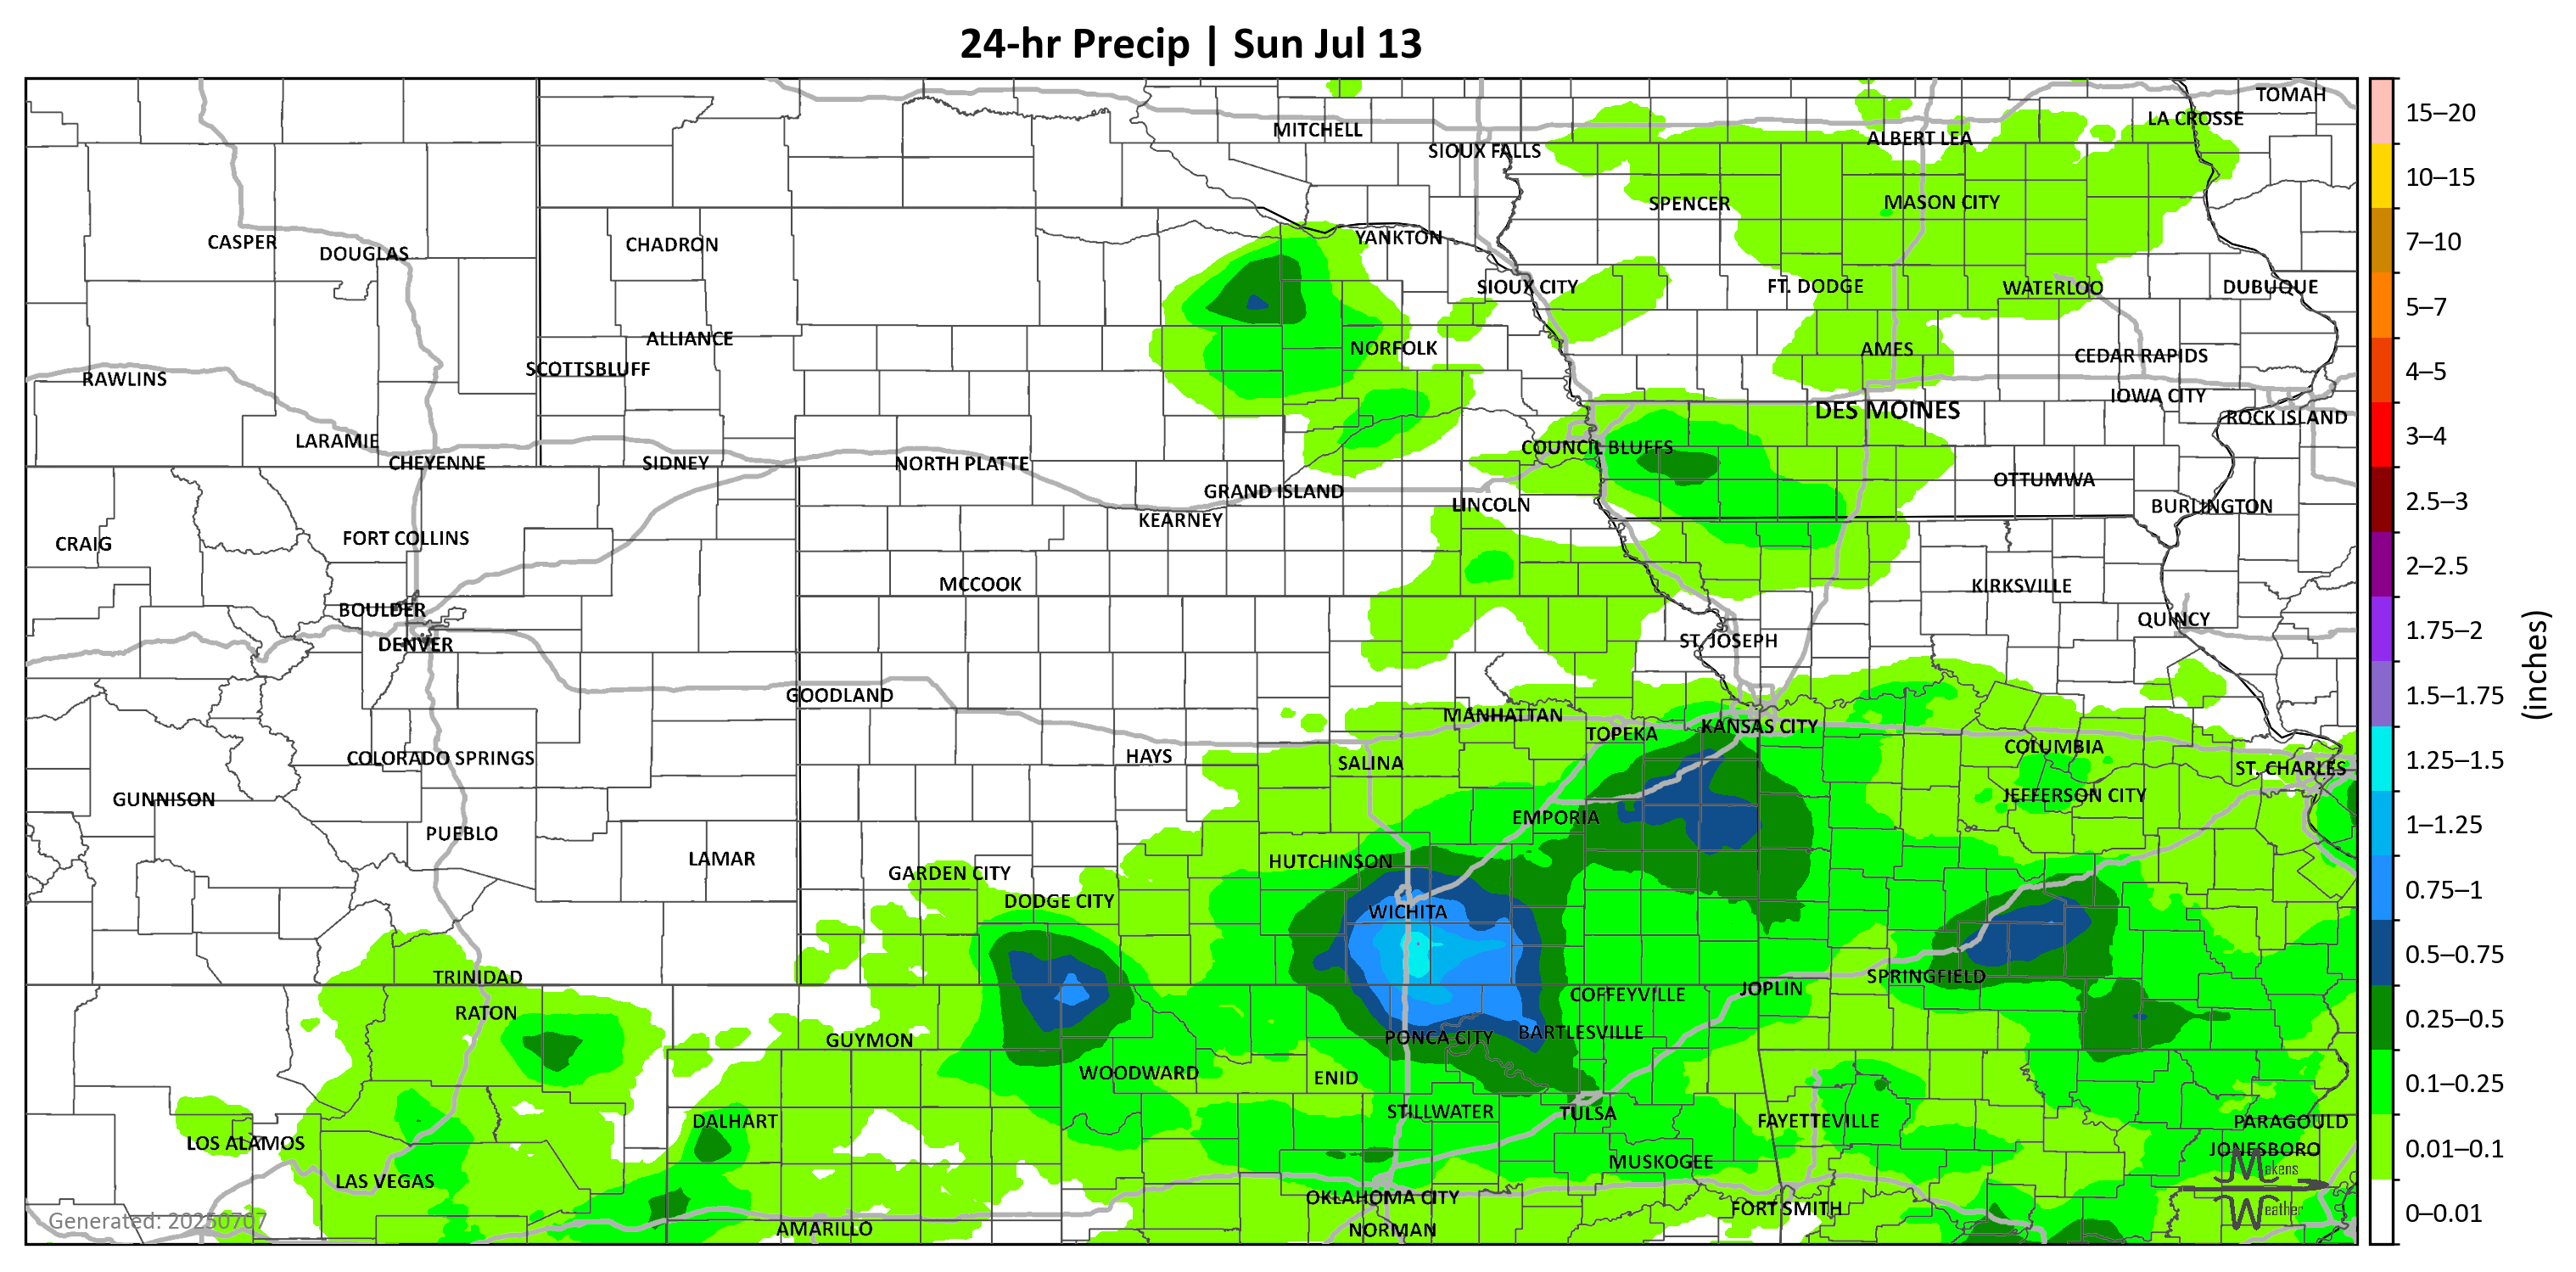 24-hr Precip | Sun Jul 13
TOMAH
LA CROSSE
MITCHELL
ALBERT LEA
SIOUX FALLS
SPENCER
MASON CITY
YANKTON
CASPER
CHADRON
DOUGLAS
SIOUX CITY
FT. DODGE
WATERLOO
DUBUQUE
ALLIANCE
NORFOLK
AMES
CEDAR RAPIDS
SCOTTSBLUFF
RAWLINS
IOWA CITY
DES MOINES
ROCK ISLAND
LARAMIE
COUNCIL BLUFFS
CHEYENNE
SIDNEY
NORTH PLATTE
OTTUMWA
GRAND ISLAND
LINCOLN
BURLINGTON
KEARNEY
FORT COLLINS
CRAIG
MCCOOK
KIRKSVILLE
BOULDER
QUINCY
DENVER
ST. JOSEPH
GOODLAND
MANHATTAN
TOPEKA
KANSAS CITY
COLUMBIA
COLORADO SPRINGS
HAYS
SALINA
ST. CHARLES
GUNNISON
JEFFERSON CITY
EMPORIA
PUEBLO
LAMAR
HUTCHINSON
GARDEN CITY
DODGE CITY
WICHITA
TRINIDAD
SPRINGFIELD
COFFEYVILLE
JOPLIN
RATON
GUYMON
PONCA CITY
BARTLESVILLE
WOODWARD
ENID
STILLWATER
TULSA
DALHART
FAYETTEVILLE
PARAGOULD
LOS ALAMOS
JONESBORO
MUSKOGEE
LAS VEGAS
OKLAHOMA CITY
FORT SMITH
AMARILLO
NORMAN
Generated: 20250707
Mekens
Weather
15–20
10–15
7–10
5–7
4–5
3–4
2.5–3
2–2.5
1.75–2
1.5–1.75
1.25–1.5
1–1.25
0.75–1
0.5–0.75
0.25–0.5
0.1–0.25
0.01–0.1
0–0.01
(inches)